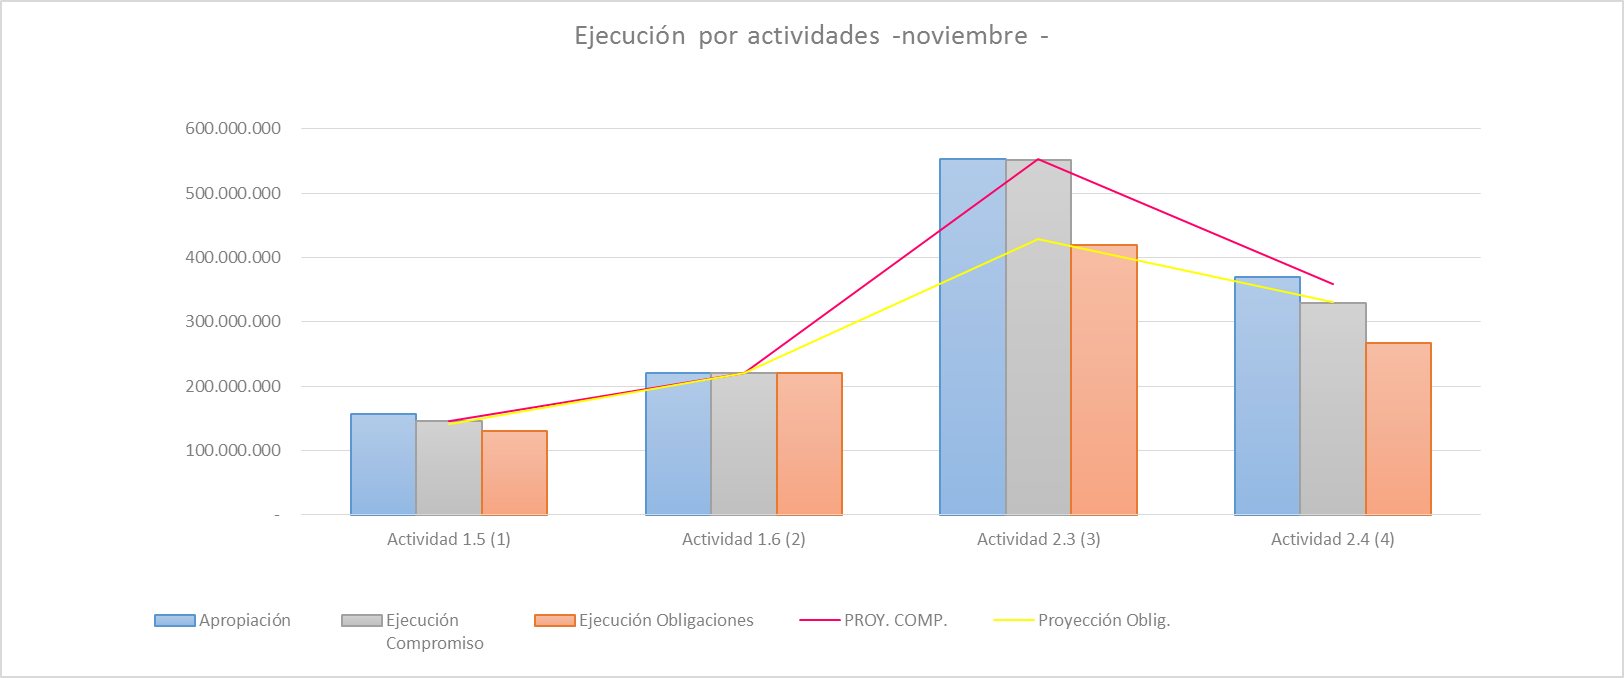 Ejecución por actividades -noviembre -
600.000.000
500.000.000
400.000.000
300.000.000
200.000.000
100.000.000
-
Actividad 1.5 (1)
Actividad 1.6 (2)
Actividad 2.3 (3)
Actividad 2.4 (4)
Apropiación
Ejecución
Compromiso
Ejecución Obligaciones
PROY. COMP.
Proyección Oblig.